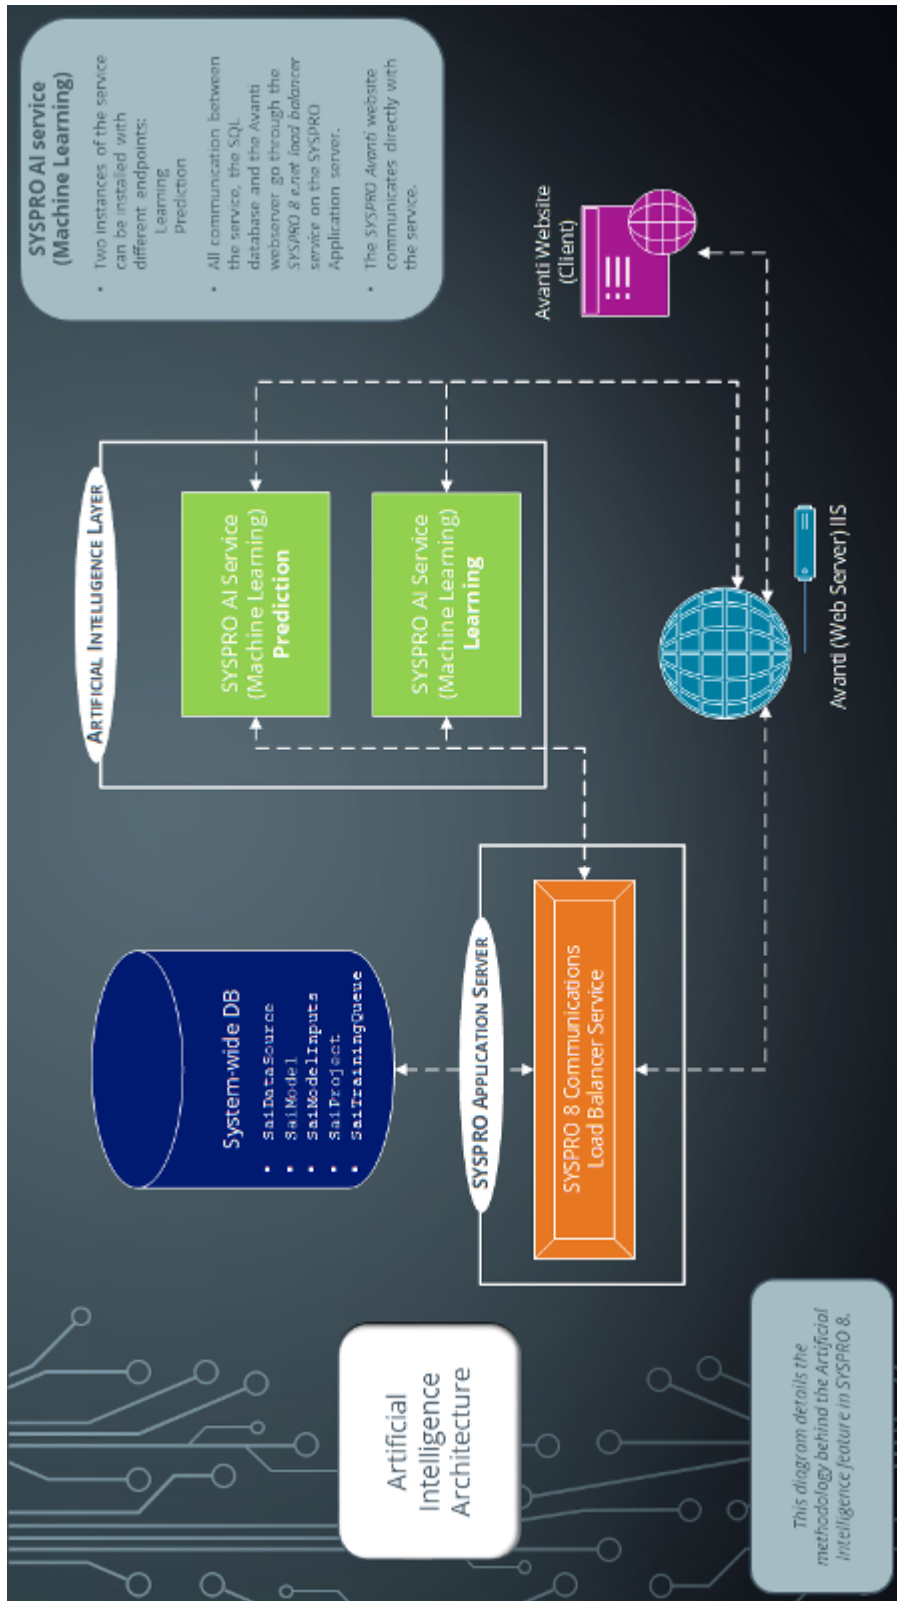 Artificial
Intelligence
Architecture
This diagram details the
methodology behind the Artificial
Intelligence feature in SYSPRO 8.
System-wide DB
• SaiDataSource
• SaiModel
• SaiModelInputs
• SaiProject
• SaiTrainingQueue
SYSPRO APPLICATION SERVER
SYSPRO 8 Communications
Load Balancer Service
ARTIFICIAL INTELLIGENCE LAYER
SYSPRO AI Service
(Machine Learning)
Prediction
SYSPRO AI Service
(Machine Learning)
Learning
Avanti (Web Server) IIS
Avanti Website
(Client)
SYSPRO AI service
(Machine Learning)
• Two instances of the service
can be installed with
different endpoints:
Learning
Prediction
• All communication between
the service, the SQL
database and the Avanti
webserver go through the
SYSPRO 8 e.net load balancer
service on the SYSPRO
Application server.
• The SYSPRO Avanti website
communicates directly with
the service.